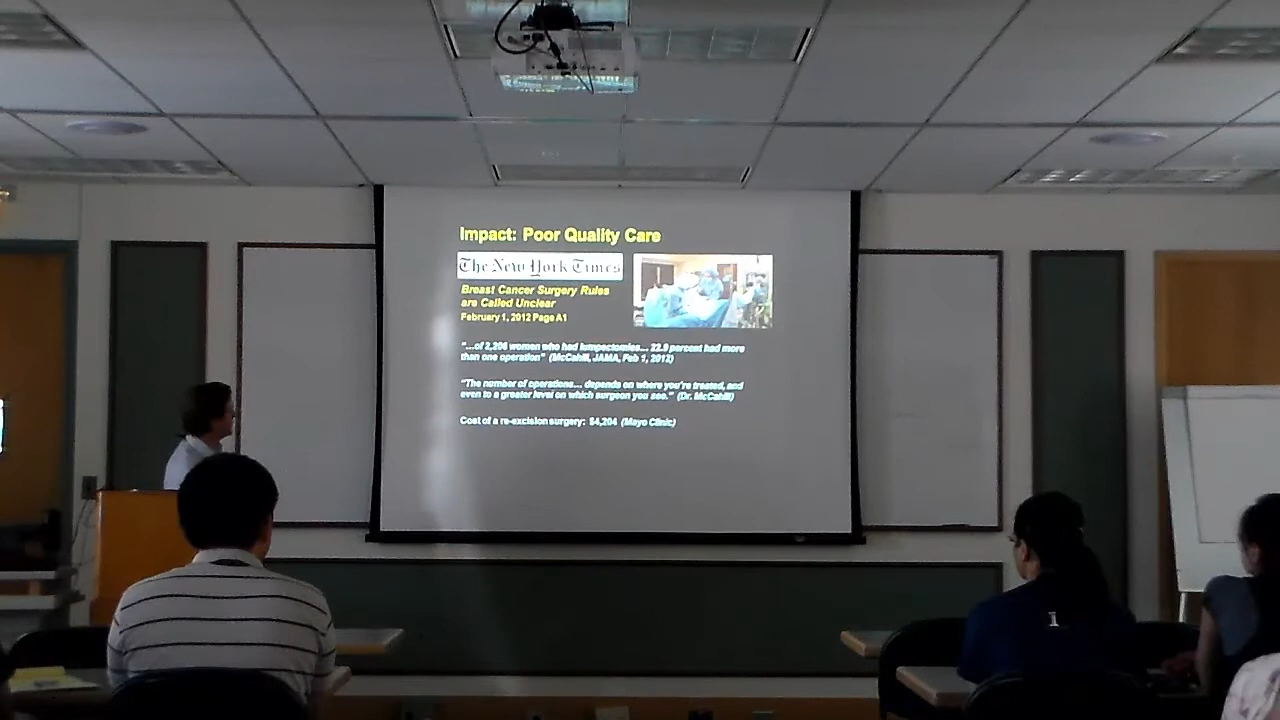 Impact: Poor Quality Care
The New York Times
Breast Cancer Surgery Rules
are Called Unclear
February 1, 2012 Page A1
"...of 2,206 women who had lumpectomies... 22.9 percent had more
than one operation" (McCahill, JAMA, Feb 1, 2012)
"The number of operations... depends on where you're treated, and
even to a greater level on which surgeon you see." (Dr. McCahill)
Cost of a re-excision surgery: $4,204 (Mayo Clinic)